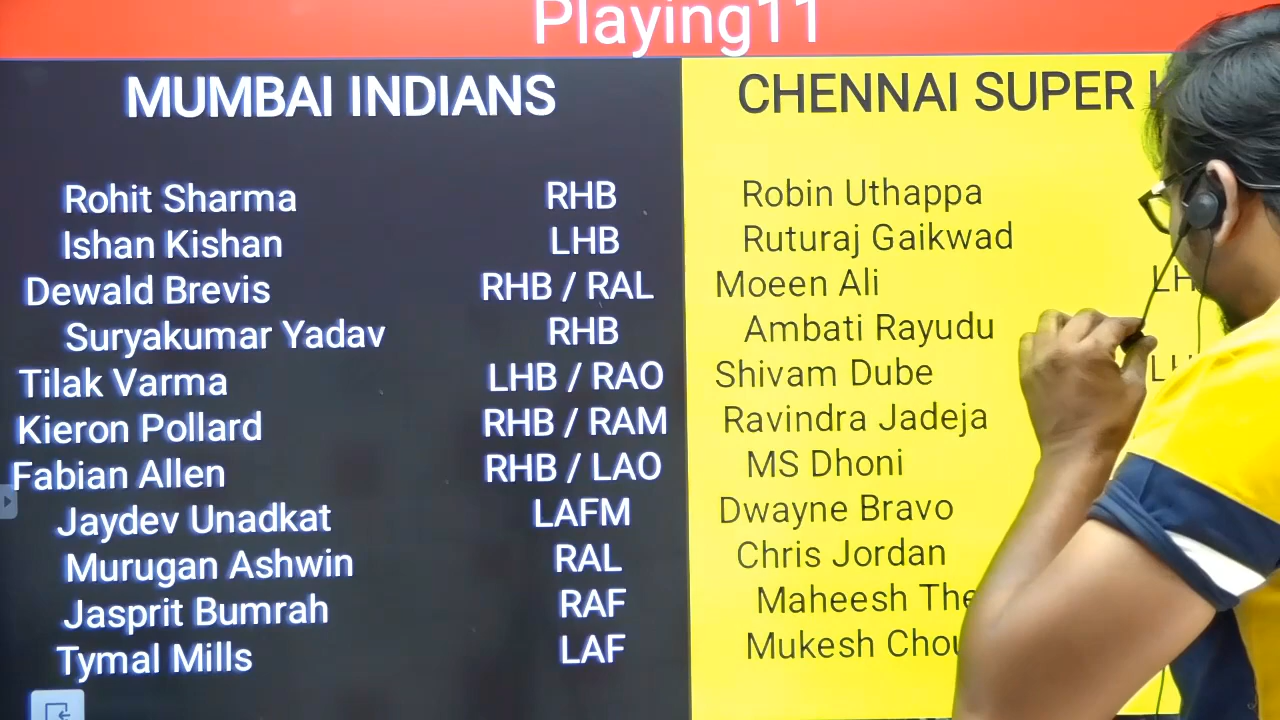 Playing11
MUMBAI INDIANS
Rohit Sharma RHB
Ishan Kishan LHB
Dewald Brevis RHB / RAL
Suryakumar Yadav RHB
Tilak Varma LHB / RAO
Kieron Pollard RHB / RAM
Fabian Allen RHB / LAO
Jaydev Unadkat LAFM
Murugan Ashwin RAL
Jasprit Bumrah RAF
Tymal Mills LAF
CHENNAI SUPER
Robin Uthappa
Ruturaj Gaikwad
Moeen Ali
Ambati Rayudu
Shivam Dube
Ravindra Jadeja
MS Dhoni
Dwayne Bravo
Chris Jordan
Maheesh
Mukesh